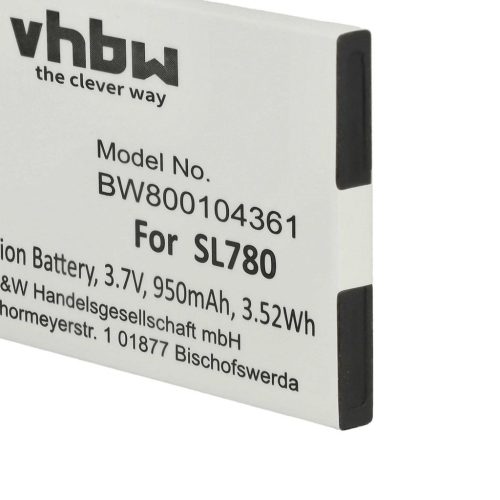 vhbw
the clever way
Model No.
BW800104361
For SL780
ion Battery, 3.7V, 950mAh, 3.52Wh
&W Handelsgesellschaft mbH
hormeyerstr. 1 01877 Bischofswerda